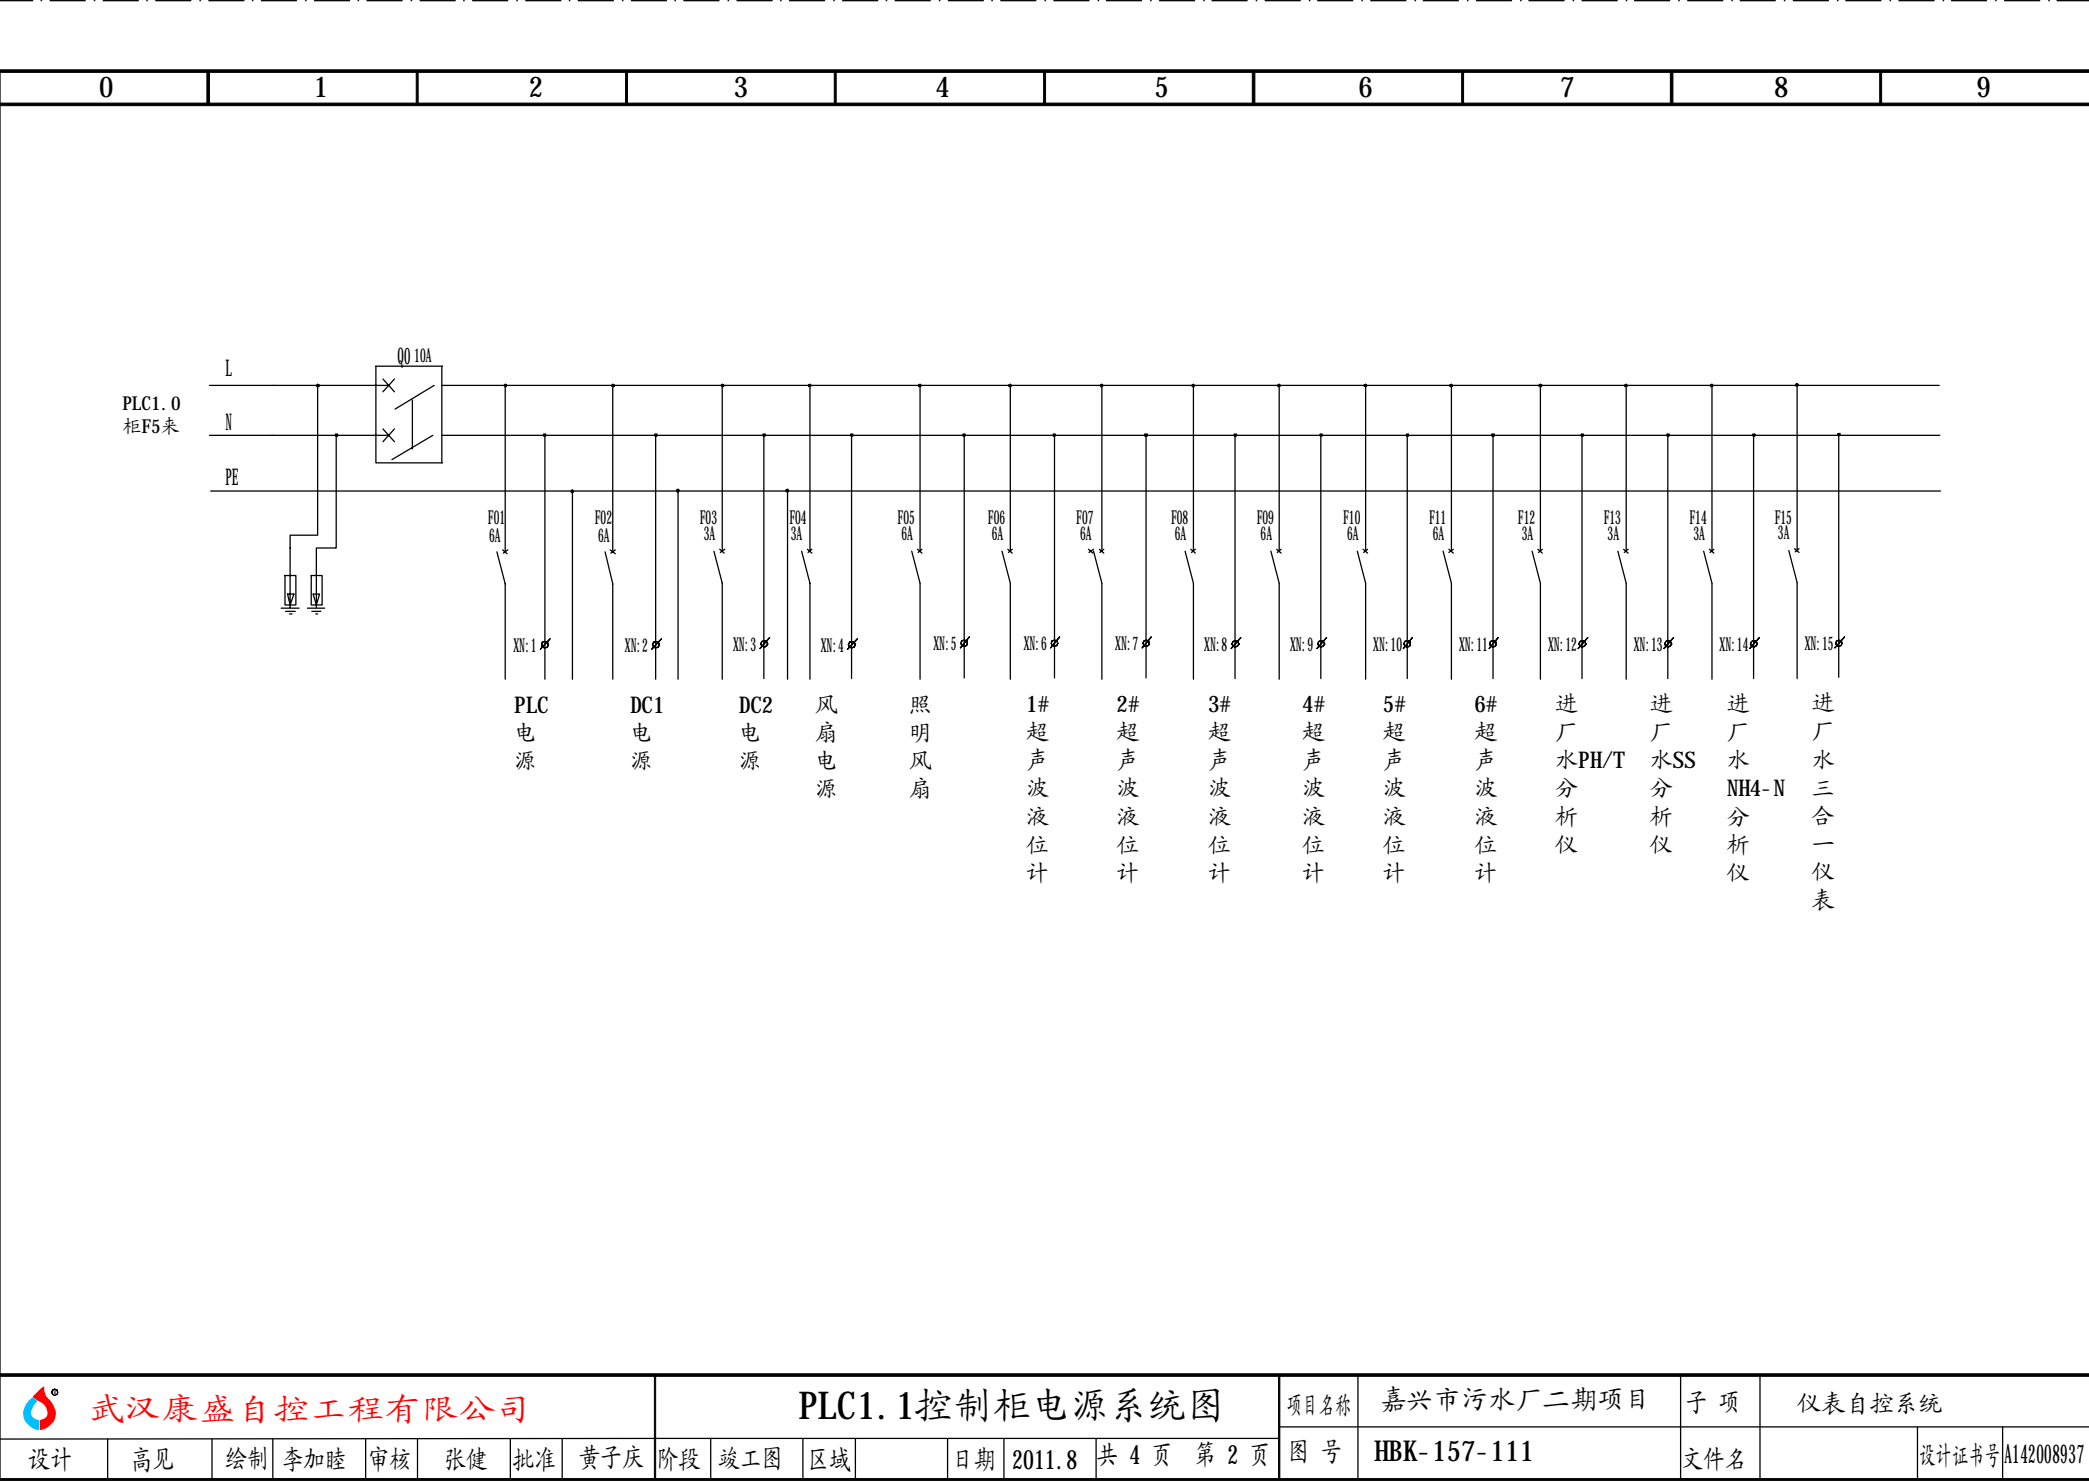 0 1 2 3 4 5 6 7 8 9
QO 10A
L
PLC1.0
柜F5来
N
PE
F01 F02 F03 F04 F05 F06 F07 F08 F09 F10 F11 F12 F13 F14 F15
6A 6A 3A 3A 6A 6A 6A 6A 6A 6A 6A 3A 3A 3A 3A
XN:1 XN:2 XN:3 XN:4 XN:5 XN:6 XN:7 XN:8 XN:9 XN:10 XN:11 XN:12 XN:13 XN:14 XN:15
PLC电源
DC1电源
DC2电源
风扇电源
照明风扇
1#超声波液位计
2#超声波液位计
3#超声波液位计
4#超声波液位计
5#超声波液位计
6#超声波液位计
进厂水PH/T分析仪
进厂水SS分析仪
进厂水NH4-N分析仪
进厂水三合一仪表
武汉康盛自控工程有限公司
PLC1.1控制柜电源系统图
项目名称 嘉兴市污水厂二期项目 子 项 仪表自控系统
设计 高见 绘制 李加睦 审核 张健 批准 黄子庆 阶段 竣工图 区域 日期 2011.8 共 4 页 第 2 页 图 号 HBK-157-111 文件名 设计证书号 A142008937